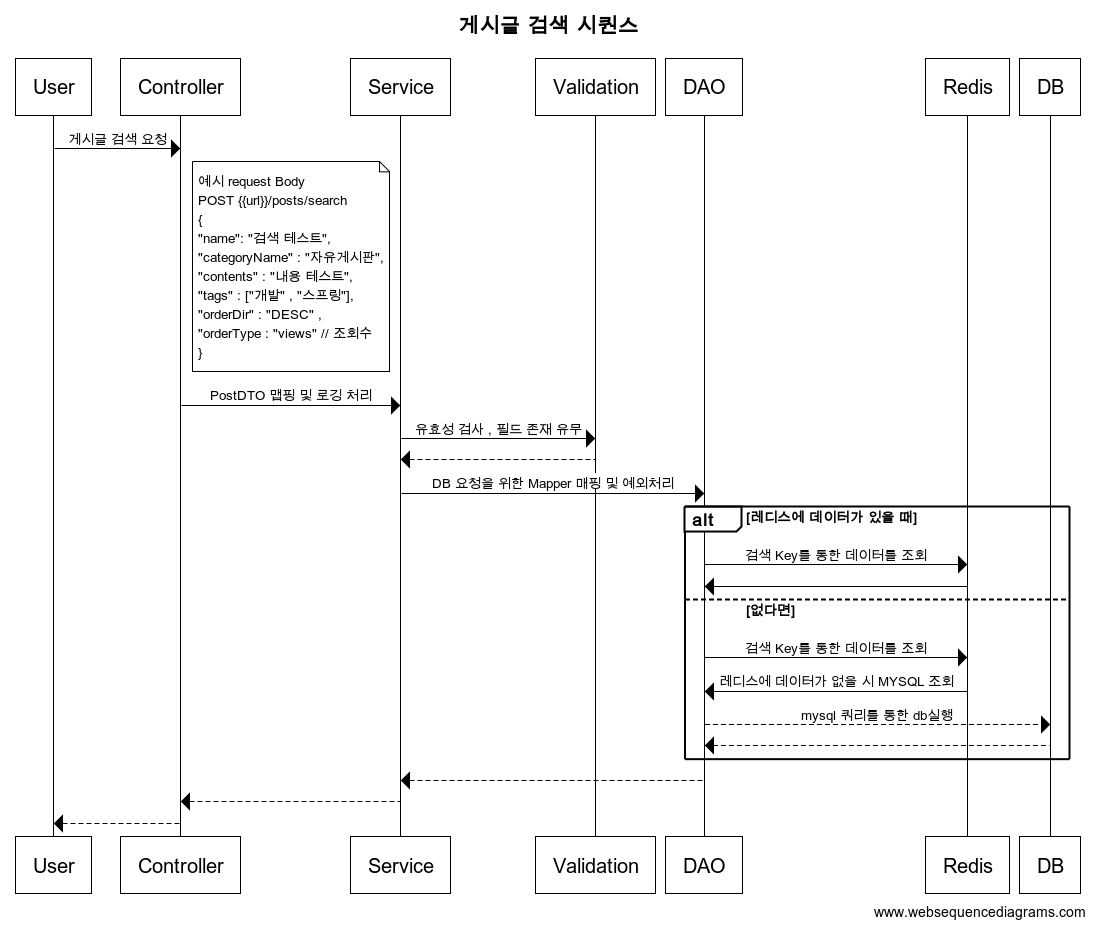 게시글 검색 시퀀스
User
Controller
Service
Validation
DAO
Redis
DB
게시글 검색 요청
예시 request Body
POST {{url}}/posts/search
{
"name": "검색 테스트",
"categoryName" : "자유게시판",
"contents" : "내용 테스트",
"tags" : ["개발" , "스프링"],
"orderDir" : "DESC" ,
"orderType : "views" // 조회수
}
PostDTO 맵핑 및 로깅 처리
유효성 검사 , 필드 존재 유무
DB 요청을 위한 Mapper 매핑 및 예외처리
alt
[레디스에 데이터가 있을 때]
검색 Key를 통한 데이터를 조회
[없다면]
검색 Key를 통한 데이터를 조회
레디스에 데이터가 없을 시 MYSQL 조회
mysql 쿼리를 통한 db실행
User
Controller
Service
Validation
DAO
Redis
DB
www.websequencediagrams.com